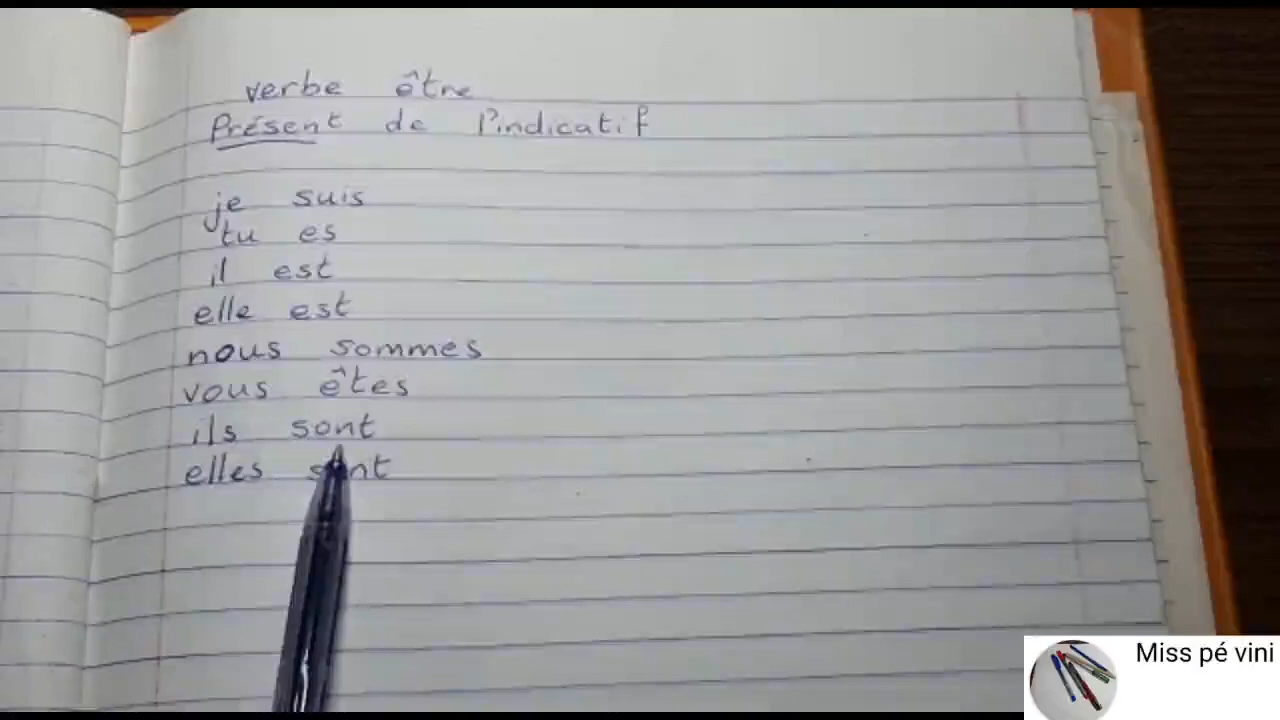 verbe être
Présent de l'indicatif
je suis
tu es
il est
elle est
nous sommes
vous êtes
ils sont
elles sont
Miss pé vini